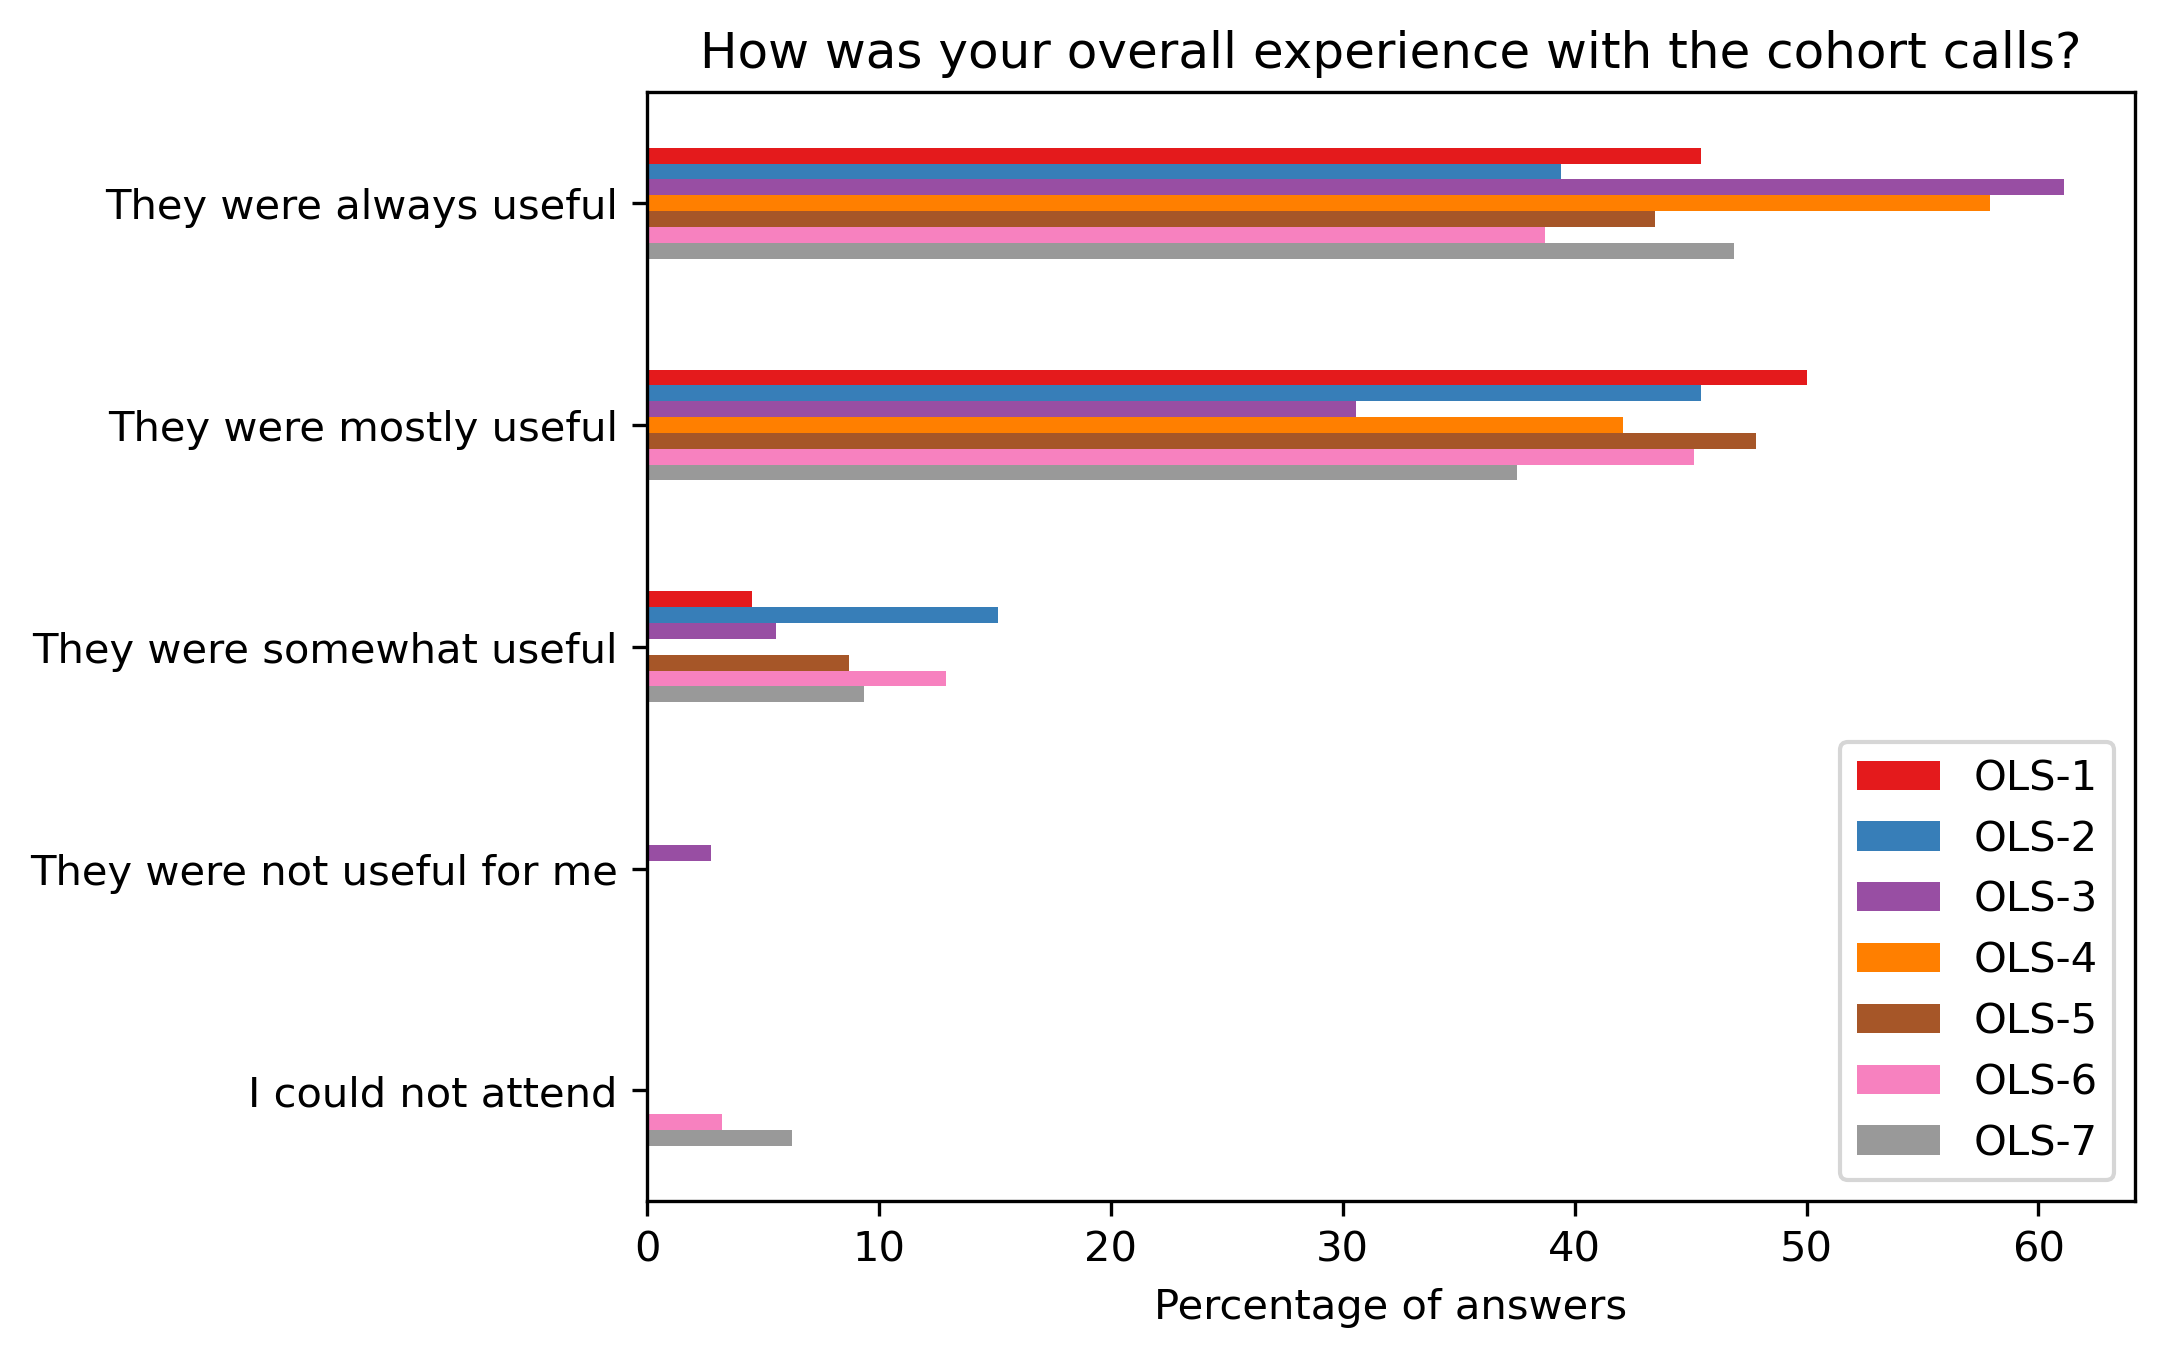 How was your overall experience with the cohort calls?
They were always useful
They were mostly useful
They were somewhat useful
They were not useful for me
I could not attend
OLS-1
OLS-2
OLS-3
OLS-4
OLS-5
OLS-6
OLS-7
0 10 20 30 40 50 60
Percentage of answers